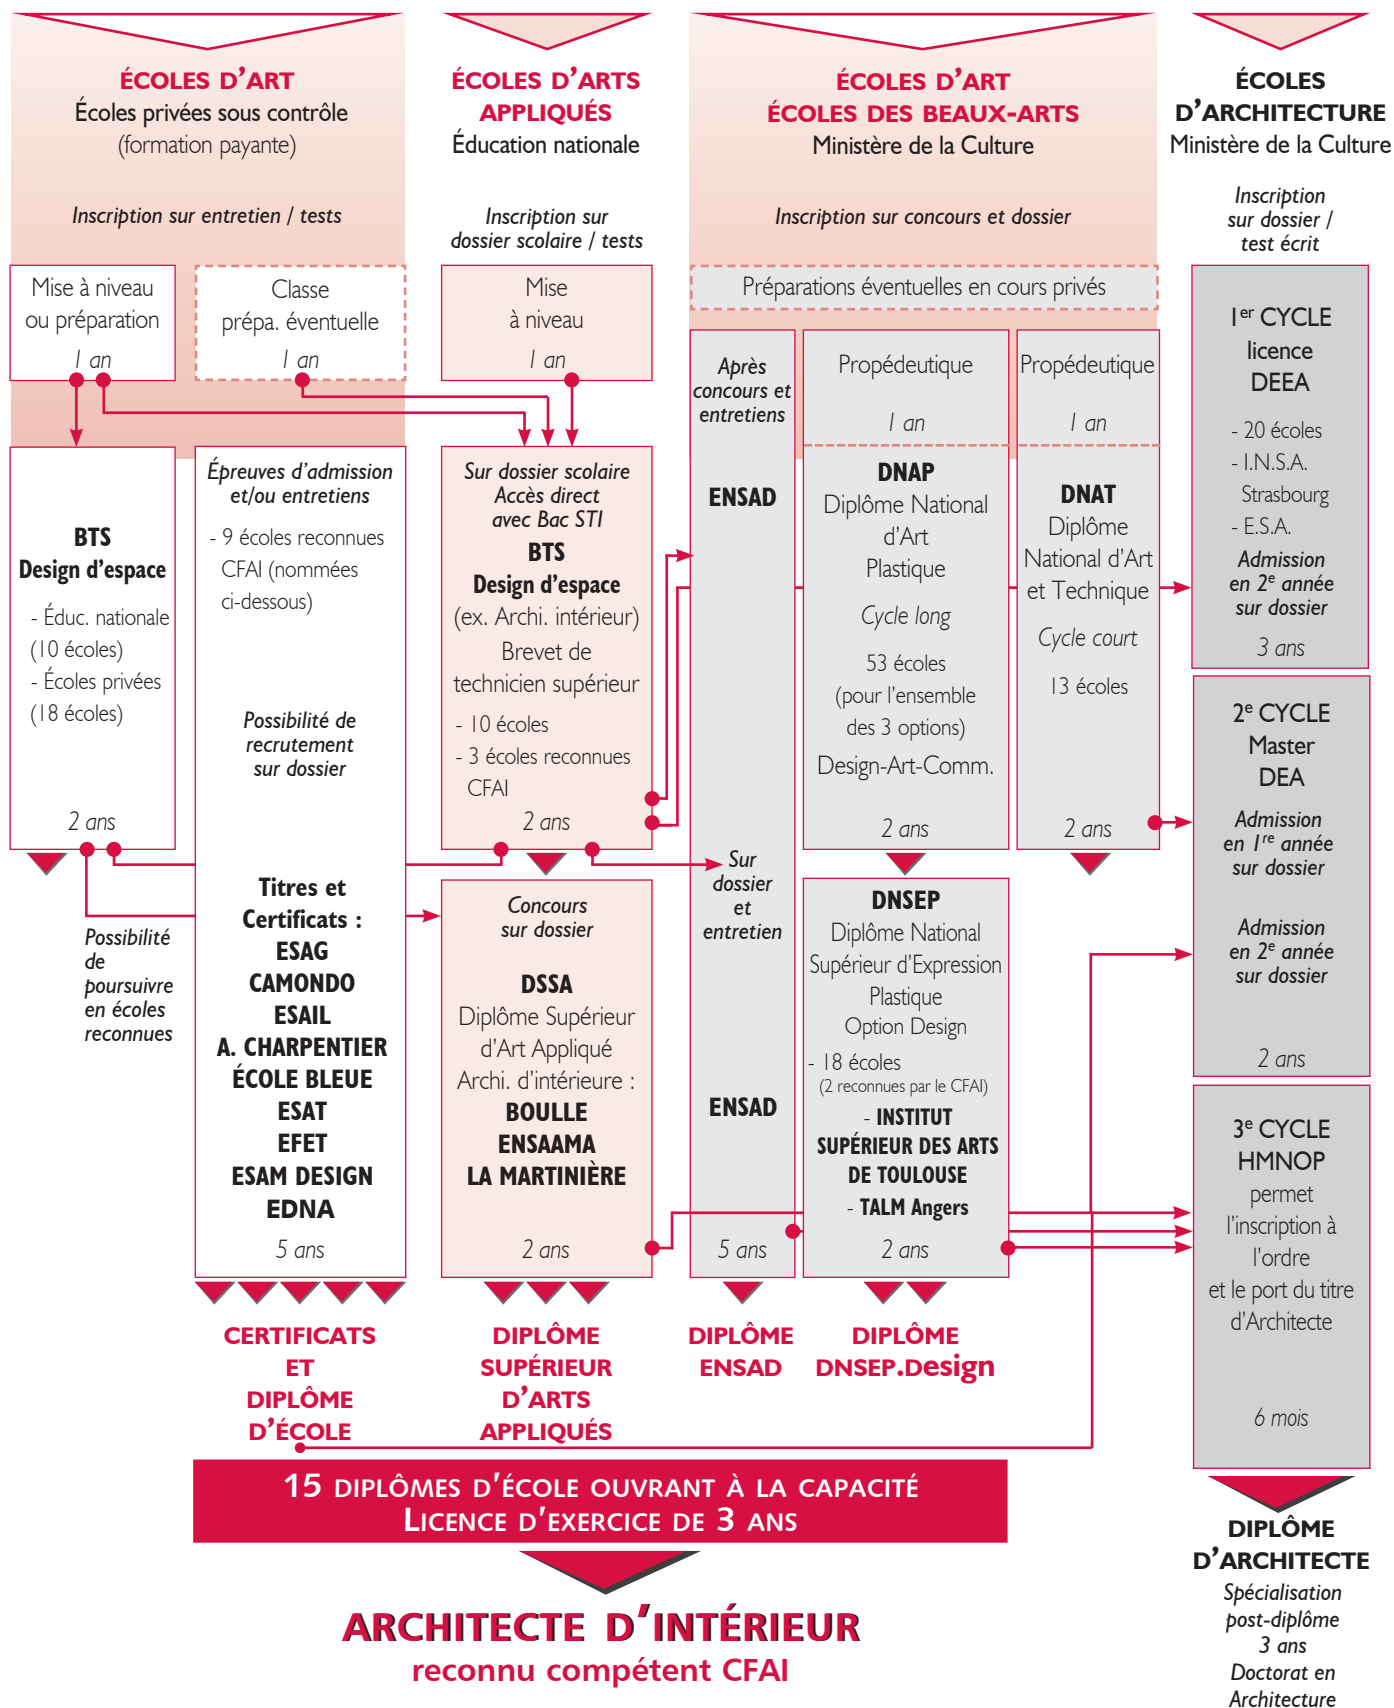 ÉCOLES D'ART
Écoles privées sous contrôle
(formation payante)
Inscription sur entretien / tests
Mise à niveau
ou préparation
1 an
Classe
prépa. éventuelle
1 an
BTS
Design d'espace
- Éduc. nationale
(10 écoles)
- Écoles privées
(18 écoles)
2 ans
Possibilité
de
poursuivre
en écoles
reconnues
Épreuves d'admission
et/ou entretiens
- 9 écoles reconnues
CFAI (nommées
ci-dessous)
Possibilité de
recrutement
sur dossier
Titres et
Certificats :
ESAG
CAMONDO
ESAIL
A. CHARPENTIER
ÉCOLE BLEUE
ESAT
EFET
ESAM DESIGN
EDNA
5 ans
CERTIFICATS
ET
DIPLÔME
D'ÉCOLE
ÉCOLES D'ARTS
APPLIQUÉS
Éducation nationale
Inscription sur
dossier scolaire / tests
Mise
à niveau
1 an
Sur dossier scolaire
Accès direct
avec Bac STI
BTS
Design d'espace
(ex. Archi. intérieur)
Brevet de
technicien supérieur
- 10 écoles
- 3 écoles reconnues
CFAI
2 ans
Concours
sur dossier
DSSA
Diplôme Supérieur
d'Art Appliqué
Archi. d'intérieure :
BOULLE
ENSAAMA
LA MARTINIÈRE
2 ans
DIPLÔME
SUPÉRIEUR
D'ARTS
APPLIQUÉS
ÉCOLES D'ART
ÉCOLES DES BEAUX-ARTS
Ministère de la Culture
Inscription sur concours et dossier
Préparations éventuelles en cours privés
Après
concours et
entretiens
ENSAD
Sur
dossier
et
entretien
ENSAD
5 ans
DIPLÔME
ENSAD
Propédeutique
1 an
DNAP
Diplôme National
d'Art
Plastique
Cycle long
53 écoles
(pour l'ensemble
des 3 options)
Design-Art-Comm.
2 ans
DNSEP
Diplôme National
Supérieur d'Expression
Plastique
Option Design
- 18 écoles
(2 reconnues par le CFAI)
- INSTITUT
SUPÉRIEUR DES ARTS
DE TOULOUSE
- TALM Angers
2 ans
DIPLÔME
DNSEP.Design
Propédeutique
1 an
DNAT
Diplôme
National d'Art
et Technique
Cycle court
13 écoles
2 ans
ÉCOLES
D'ARCHITECTURE
Ministère de la Culture
Inscription
sur dossier /
test écrit
1er CYCLE
licence
DEEA
- 20 écoles
- I.N.S.A.
Strasbourg
- E.S.A.
Admission
en 2e année
sur dossier
3 ans
2e CYCLE
Master
DEA
Admission
en 1re année
sur dossier
Admission
en 2e année
sur dossier
2 ans
3e CYCLE
HMNOP
permet
l'inscription à
l'ordre
et le port du titre
d'Architecte
6 mois
DIPLÔME
D'ARCHITECTE
Spécialisation
post-diplôme
3 ans
Doctorat en
Architecture
15 DIPLÔMES D'ÉCOLE OUVRANT À LA CAPACITÉ
LICENCE D'EXERCICE DE 3 ANS
ARCHITECTE D'INTÉRIEUR
reconnu compétent CFAI